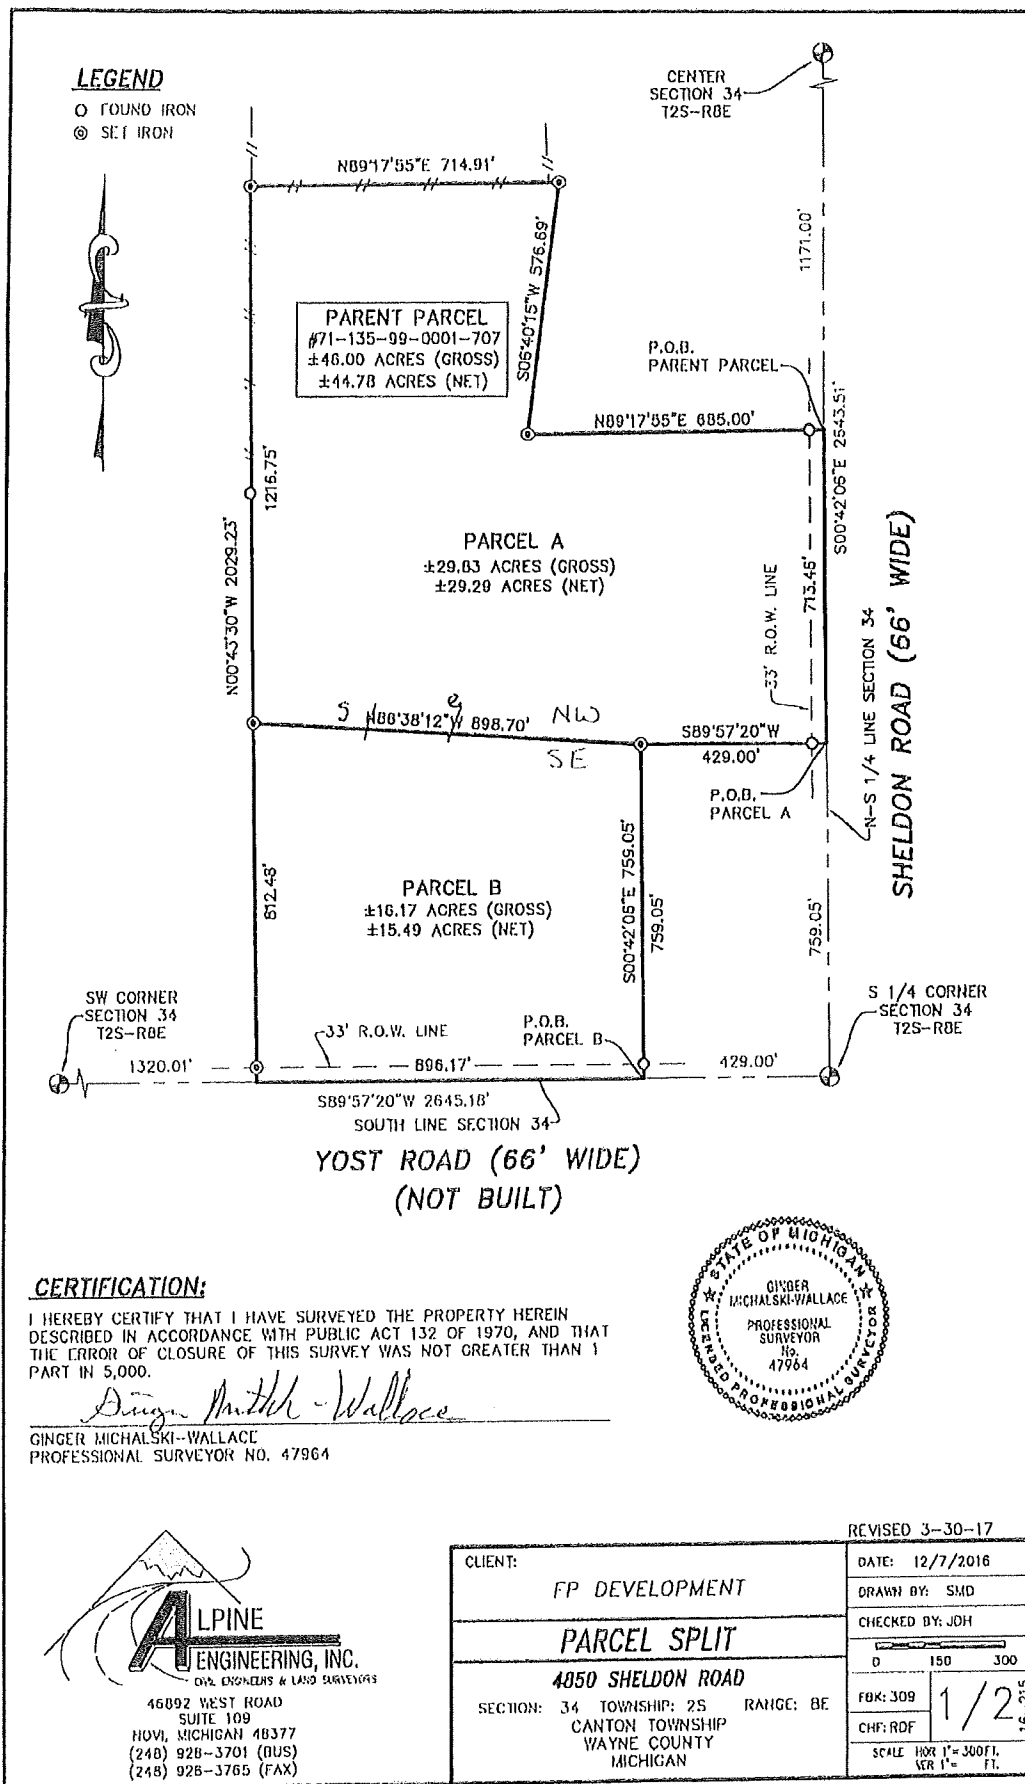 LEGEND
FOUND IRON
SET IRON
CENTER
SECTION 34
T2S-R8E
N89°17'55"E 714.91'
1171.00'
S06°40'15"W 576.69'
PARENT PARCEL
#71-135-99-0001-707
±46.00 ACRES (GROSS)
±44.78 ACRES (NET)
P.O.B.
PARENT PARCEL
N89°17'55"E 685.00'
S00°42'06"E 2643.51'
1216.75'
N00°43'30"W 2029.23'
PARCEL A
±29.83 ACRES (GROSS)
±29.29 ACRES (NET)
33' R.O.W. LINE
713.46'
N-S 1/4 LINE SECTION 34
SHELDON ROAD (66' WIDE)
S e NW
N86°38'12"W 898.70'
SE
S89°57'20"W
429.00'
P.O.B.
PARCEL A
812.48'
PARCEL B
±16.17 ACRES (GROSS)
±15.49 ACRES (NET)
S00°42'06"E 759.05'
759.05'
759.05'
SW CORNER
SECTION 34
T2S-R8E
S 1/4 CORNER
SECTION 34
T2S-R8E
33' R.O.W. LINE
P.O.B.
PARCEL B
1320.01'
896.17'
429.00'
S89°57'20"W 2645.18'
SOUTH LINE SECTION 34
YOST ROAD (66' WIDE)
(NOT BUILT)
STATE OF MICHIGAN
GINGER
MICHALSKI-WALLACE
PROFESSIONAL
SURVEYOR
No.
47964
LICENSED PROFESSIONAL SURVEYOR
CERTIFICATION:
I HEREBY CERTIFY THAT I HAVE SURVEYED THE PROPERTY HEREIN
DESCRIBED IN ACCORDANCE WITH PUBLIC ACT 132 OF 1970, AND THAT
THE ERROR OF CLOSURE OF THIS SURVEY WAS NOT GREATER THAN 1
PART IN 5,000.
GINGER MICHALSKI-WALLACE
PROFESSIONAL SURVEYOR NO. 47964
ALPINE
ENGINEERING, INC.
CIVIL ENGINEERS & LAND SURVEYORS
46892 WEST ROAD
SUITE 109
NOVI, MICHIGAN 48377
(248) 926-3701 (BUS)
(248) 926-3765 (FAX)
REVISED 3-30-17
CLIENT:
FP DEVELOPMENT
PARCEL SPLIT
4850 SHELDON ROAD
SECTION: 34 TOWNSHIP: 2S RANGE: 8E
CANTON TOWNSHIP
WAYNE COUNTY
MICHIGAN
DATE: 12/7/2016
DRAWN BY: SMD
CHECKED BY: JDH
0 150 300
FBK: 309
CHF: RDF
1/2
16-215
SCALE HOR 1"=300FT.
VER 1"= FT.